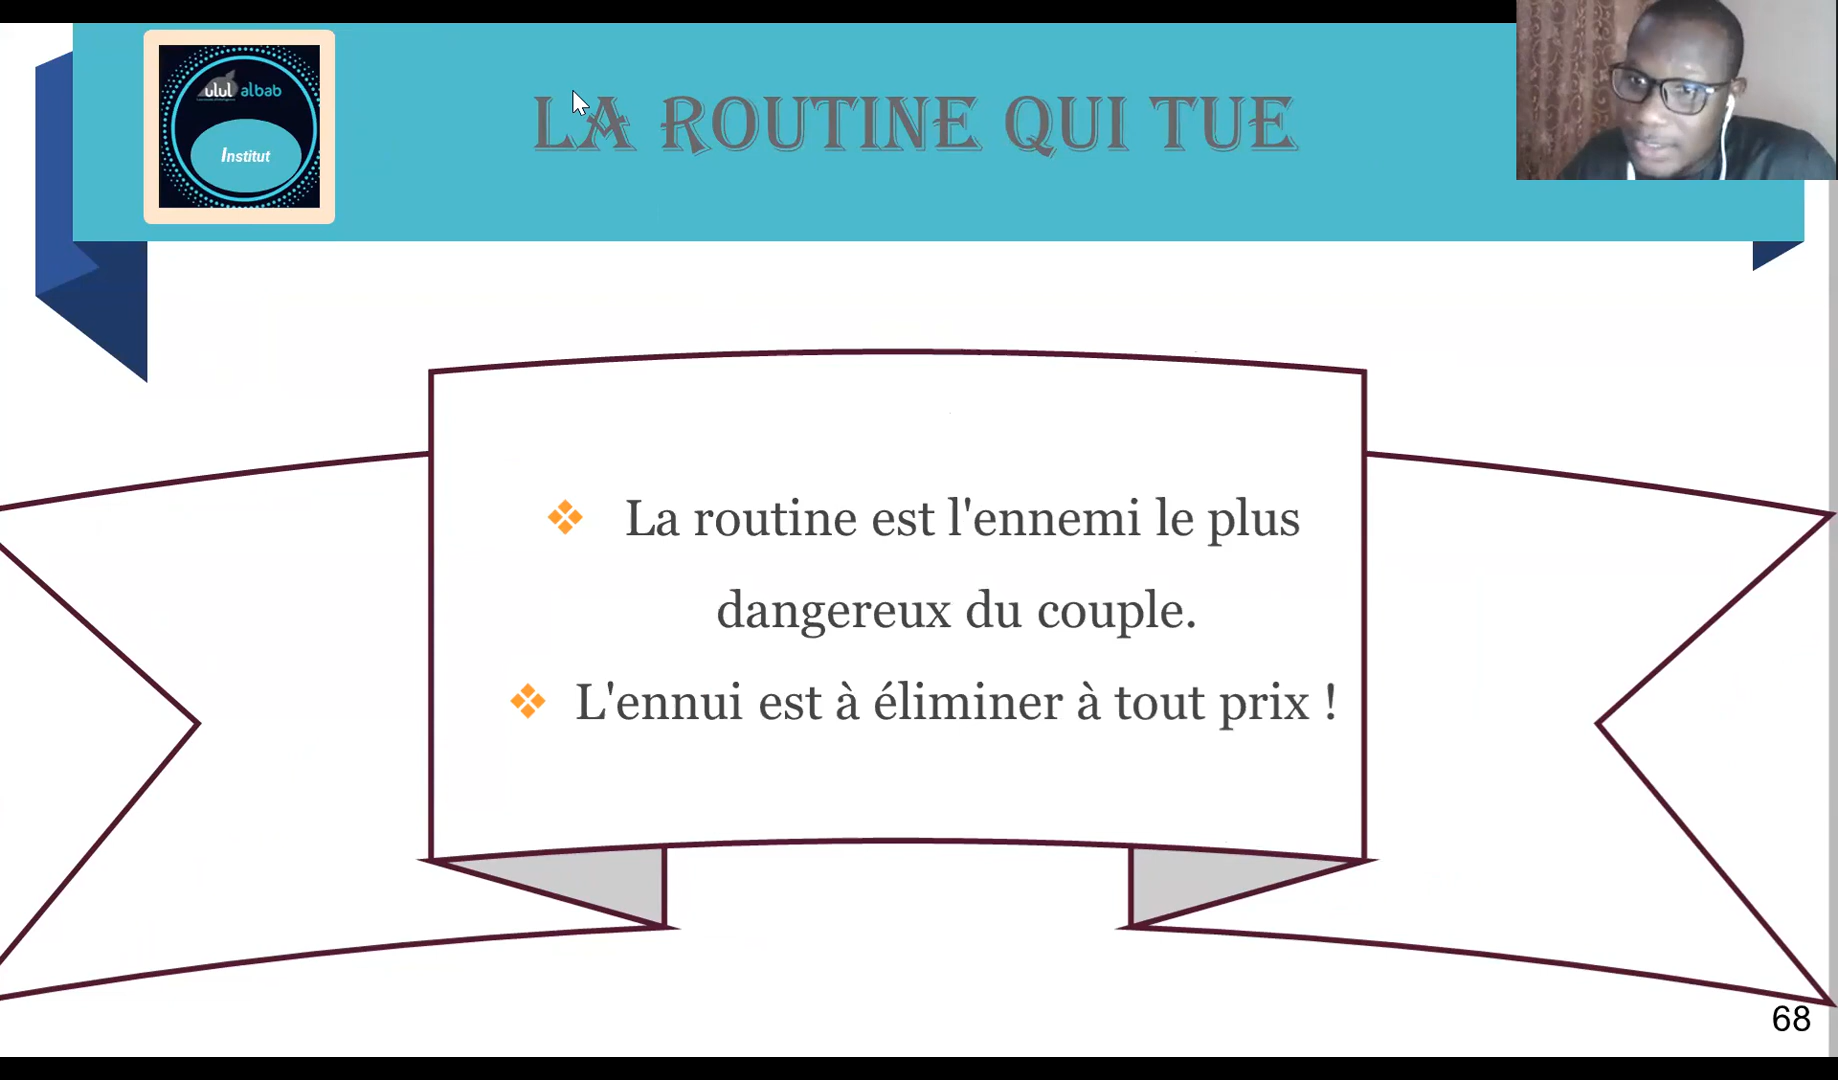 ulul albab
Institut
LA ROUTINE QUI TUE
❖ La routine est l'ennemi le plus
dangereux du couple.
❖ L'ennui est à éliminer à tout prix !
68